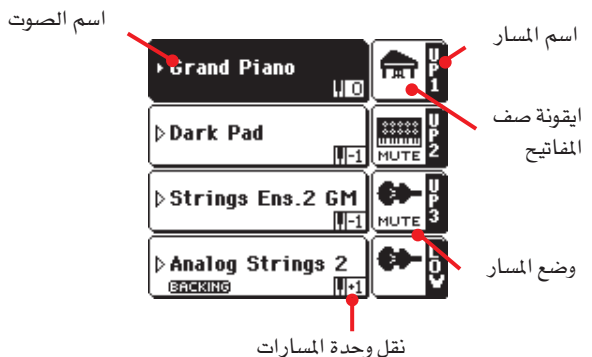 اسم الصوت
اسم المسار
Grand Piano
0
UP1
ايقونة صف
المفاتيح
Dark Pad
-1
MUTE
UP2
Strings Ens.2 GM
-1
MUTE
UP3
وضع المسار
Analog Strings 2
BACKING
+1
LOW
نقل وحدة المسارات